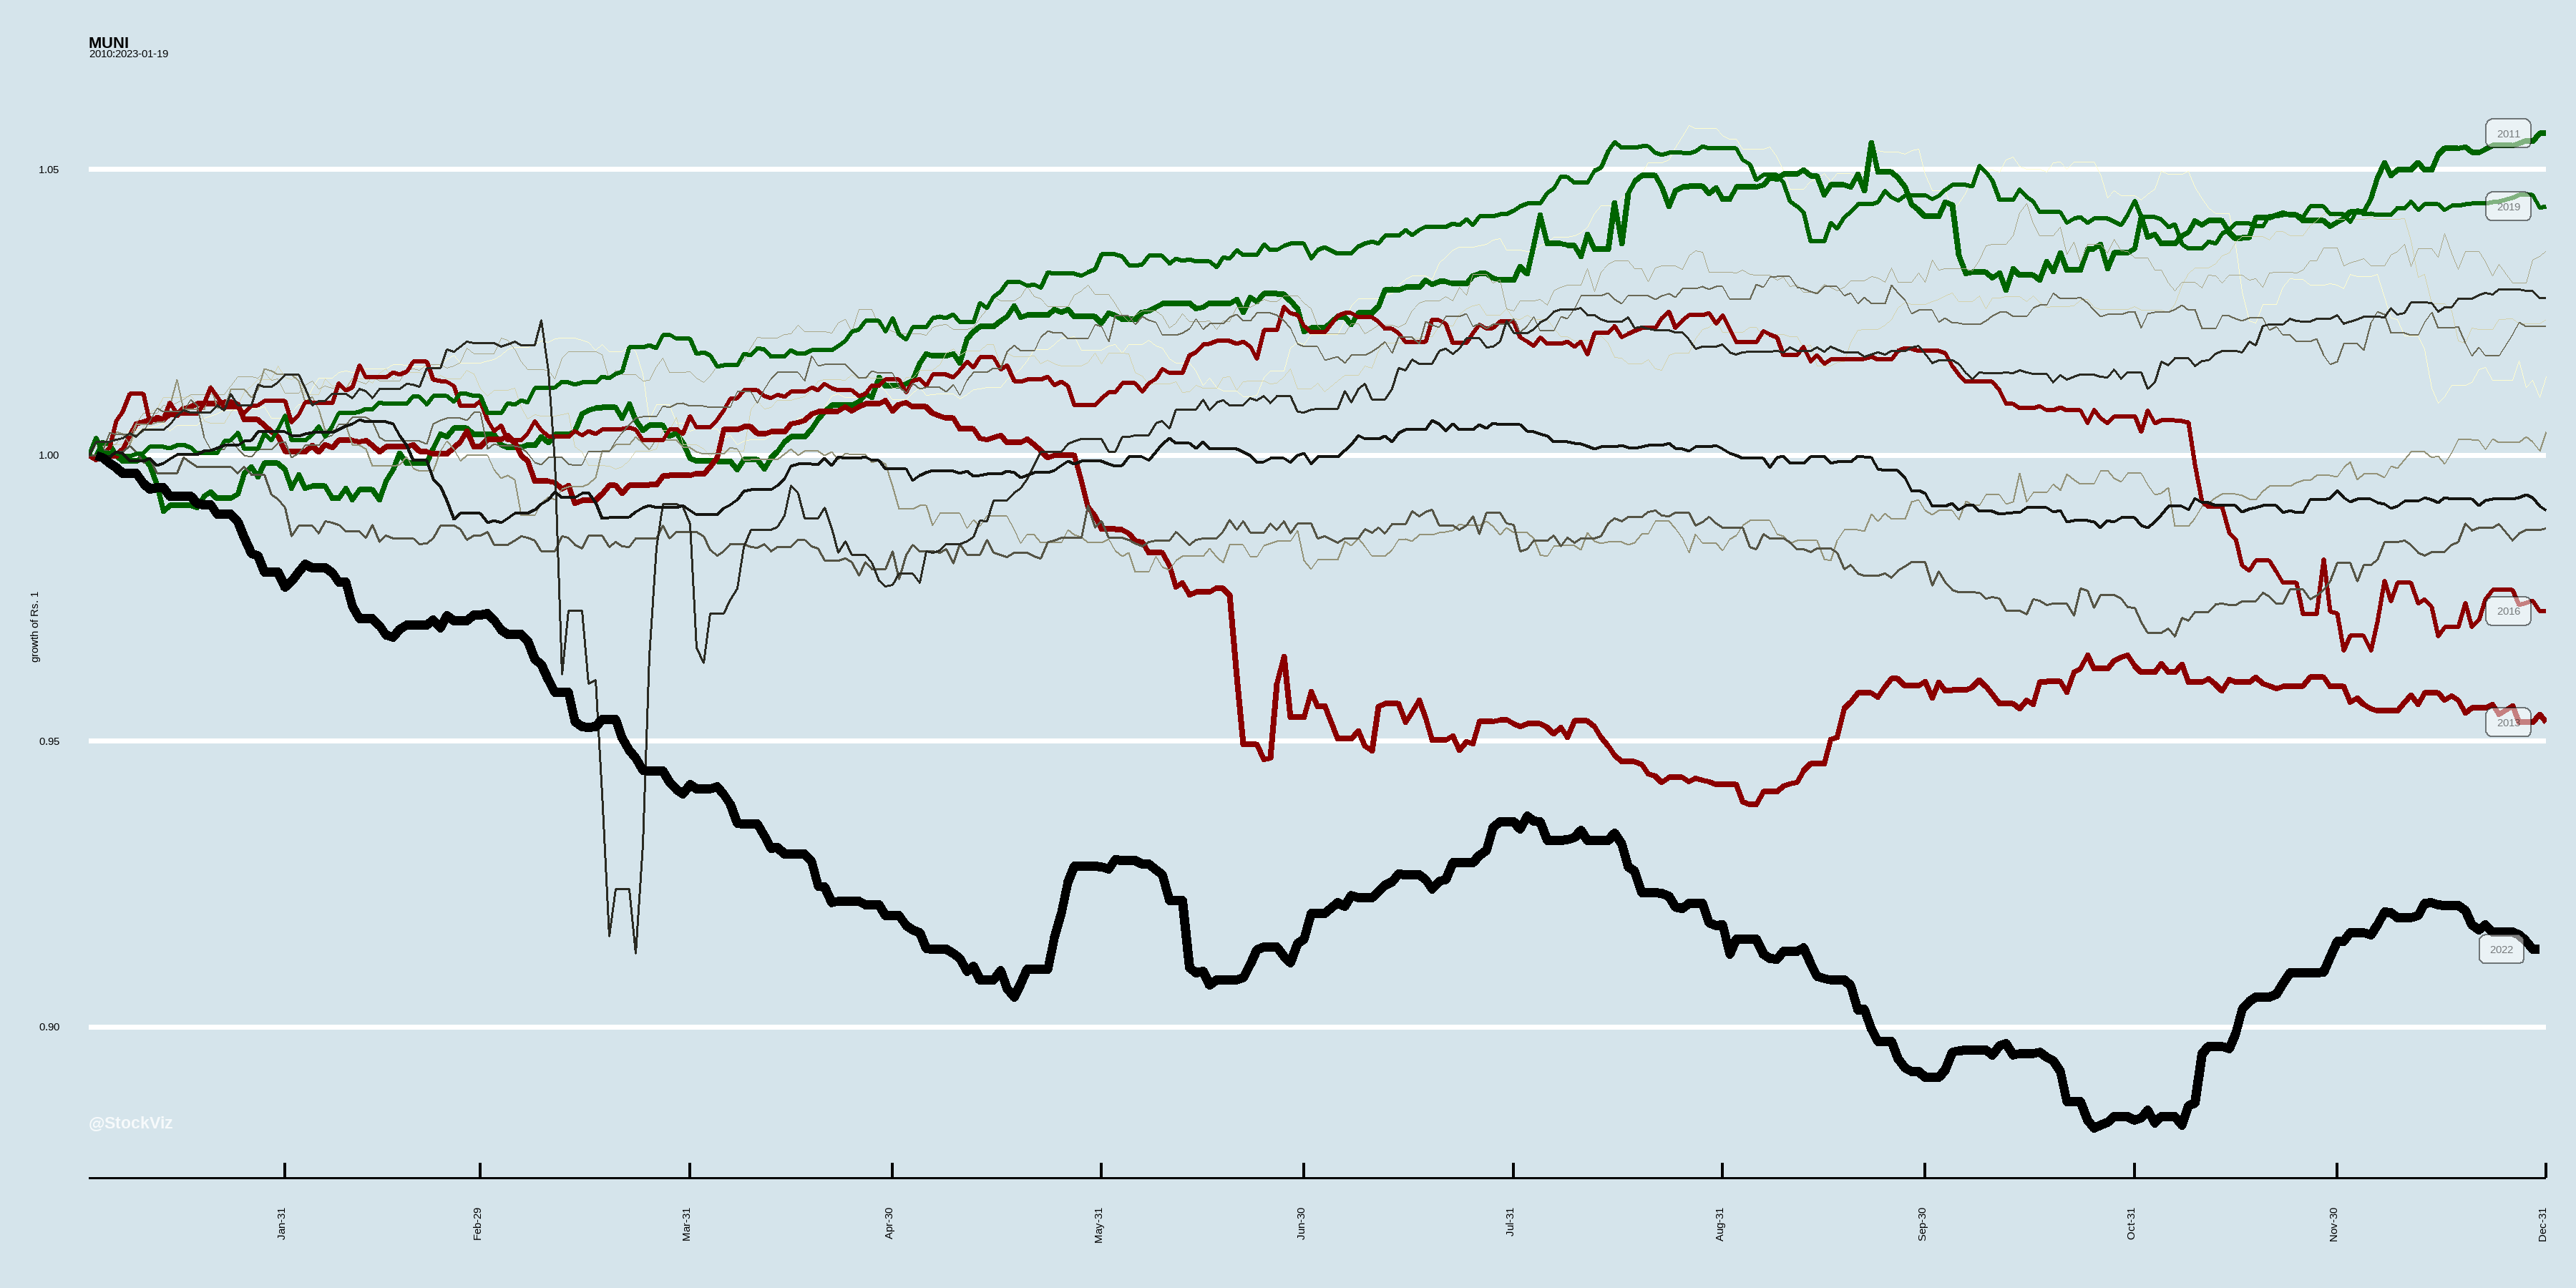 MUNI
2010:2023-01-19
1.05
1.00
0.95
0.90
growth of Rs. 1
2011
2019
2016
2013
2022
@StockViz
Jan-31
Feb-29
Mar-31
Apr-30
May-31
Jun-30
Jul-31
Aug-31
Sep-30
Oct-31
Nov-30
Dec-31